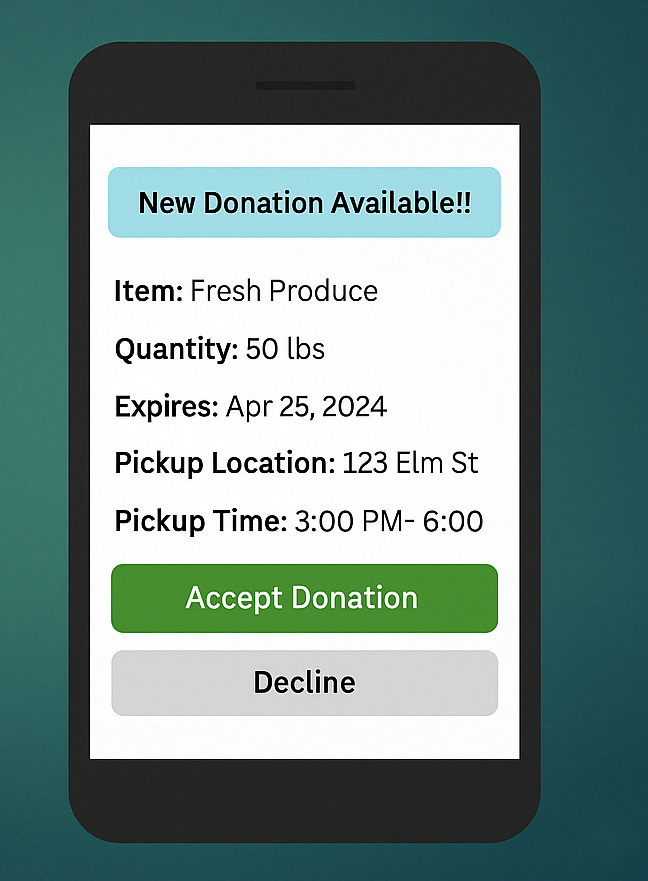 New Donation Available!!
Item: Fresh Produce
Quantity: 50 lbs
Expires: Apr 25, 2024
Pickup Location: 123 Elm St
Pickup Time: 3:00 PM- 6:00
Accept Donation
Decline